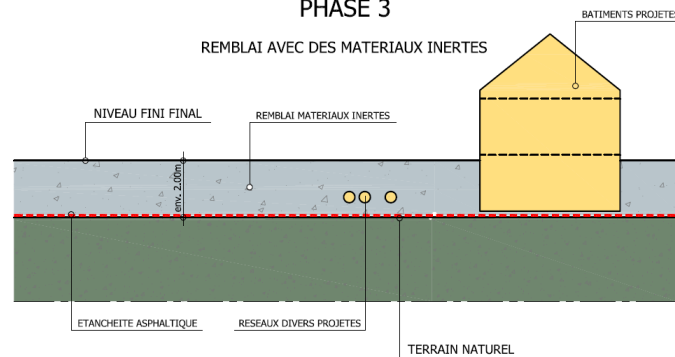 PHASE 3
BATIMENTS PROJETES
REMBLAI AVEC DES MATERIAUX INERTES
NIVEAU FINI FINAL
REMBLAI MATERIAUX INERTES
env. 2.00m
ETANCHEITE ASPHALTIQUE
RESEAUX DIVERS PROJETES
TERRAIN NATUREL